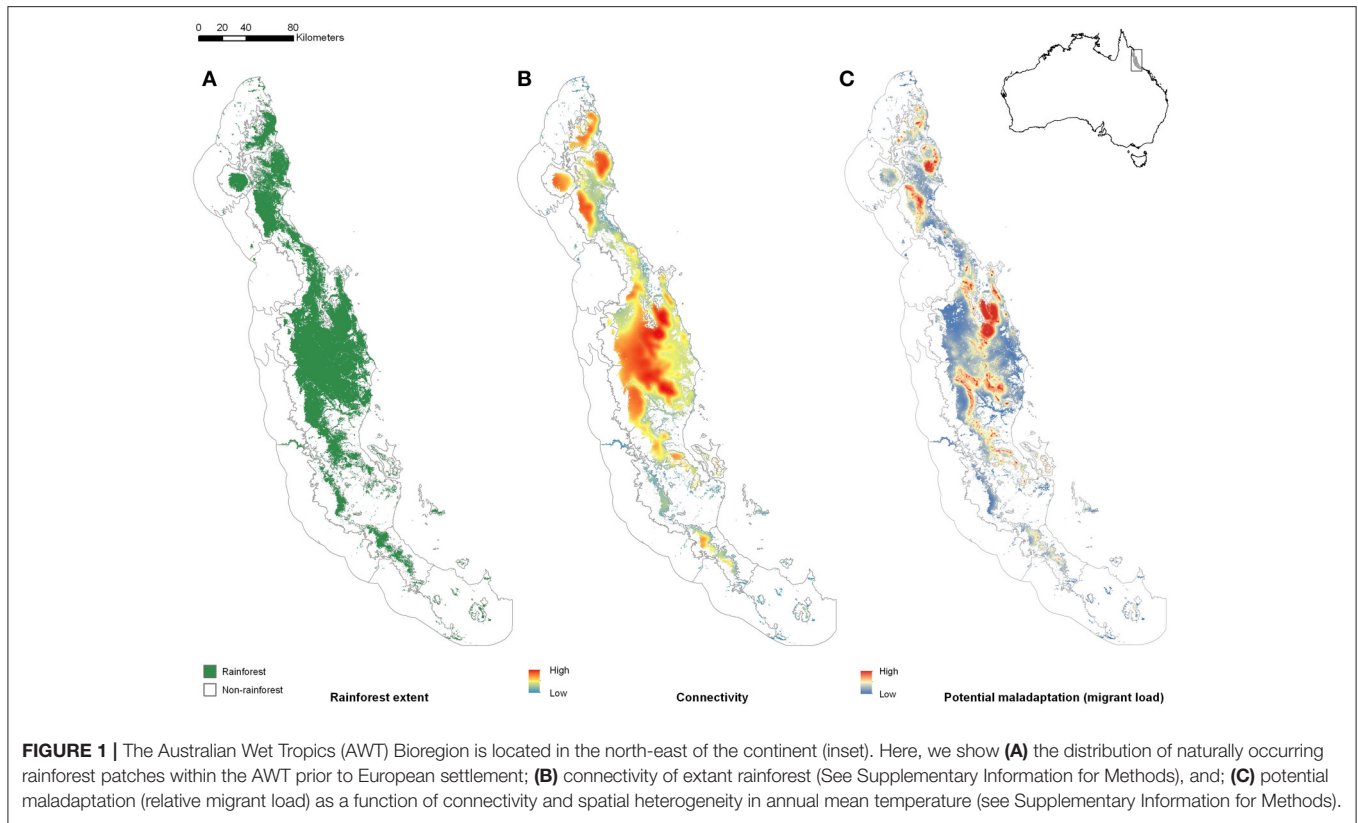 0 20 40 80
Kilometers
A
B
C
Rainforest
Non-rainforest
Rainforest extent
High
Low
Connectivity
High
Low
Potential maladaptation (migrant load)
FIGURE 1 | The Australian Wet Tropics (AWT) Bioregion is located in the north-east of the continent (inset). Here, we show (A) the distribution of naturally occurring
rainforest patches within the AWT prior to European settlement; (B) connectivity of extant rainforest (See Supplementary Information for Methods), and; (C) potential
maladaptation (relative migrant load) as a function of connectivity and spatial heterogeneity in annual mean temperature (see Supplementary Information for Methods).